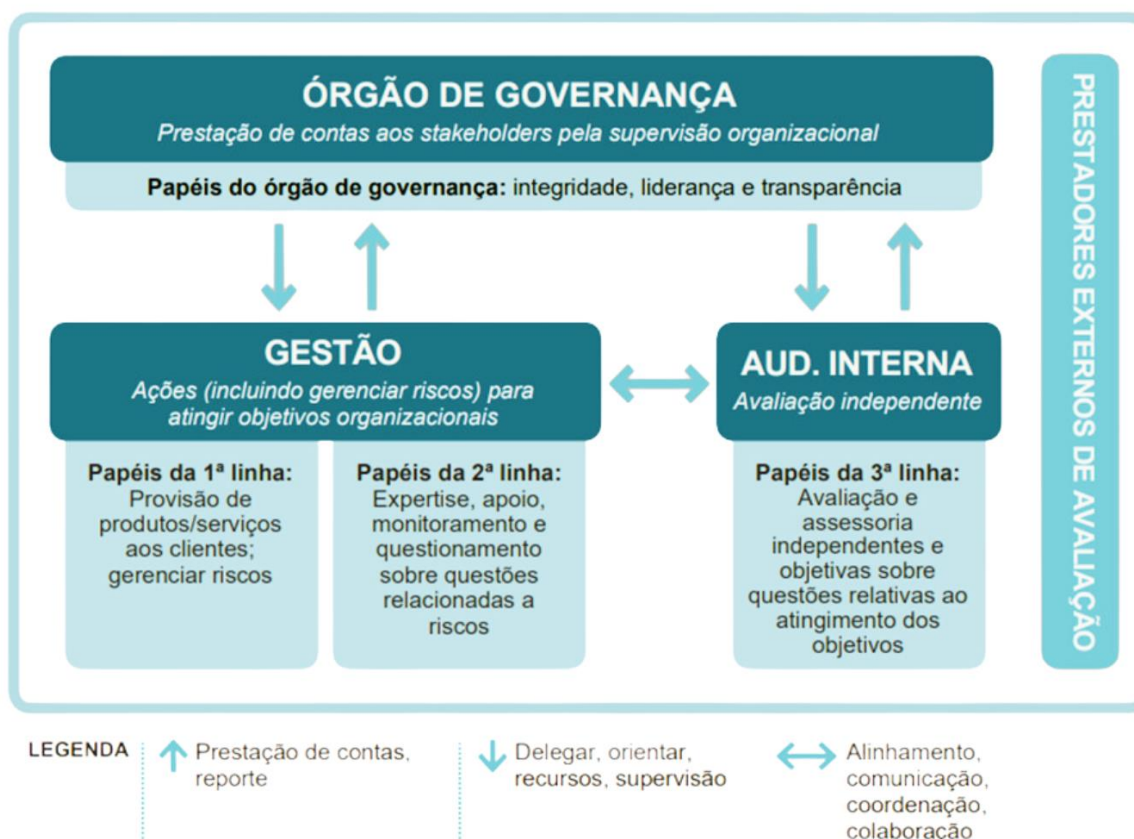 ÓRGÃO DE GOVERNANÇA
Prestação de contas aos stakeholders pela supervisão organizacional
Papéis do órgão de governança: integridade, liderança e transparência
GESTÃO
Ações (incluindo gerenciar riscos) para
atingir objetivos organizacionais
Papéis da 1ª linha:
Provisão de
produtos/serviços
aos clientes;
gerenciar riscos
Papéis da 2ª linha:
Expertise, apoio,
monitoramento e
questionamento
sobre questões
relacionadas a
riscos
AUD. INTERNA
Avaliação independente
Papéis da 3ª linha:
Avaliação e
assessoria
independentes e
objetivas sobre
questões relativas ao
atingimento dos
objetivos
PRESTADORES EXTERNOS DE AVALIAÇÃO
LEGENDA
Prestação de contas,
reporte
Delegar, orientar,
recursos, supervisão
Alinhamento,
comunicação,
coordenação,
colaboração